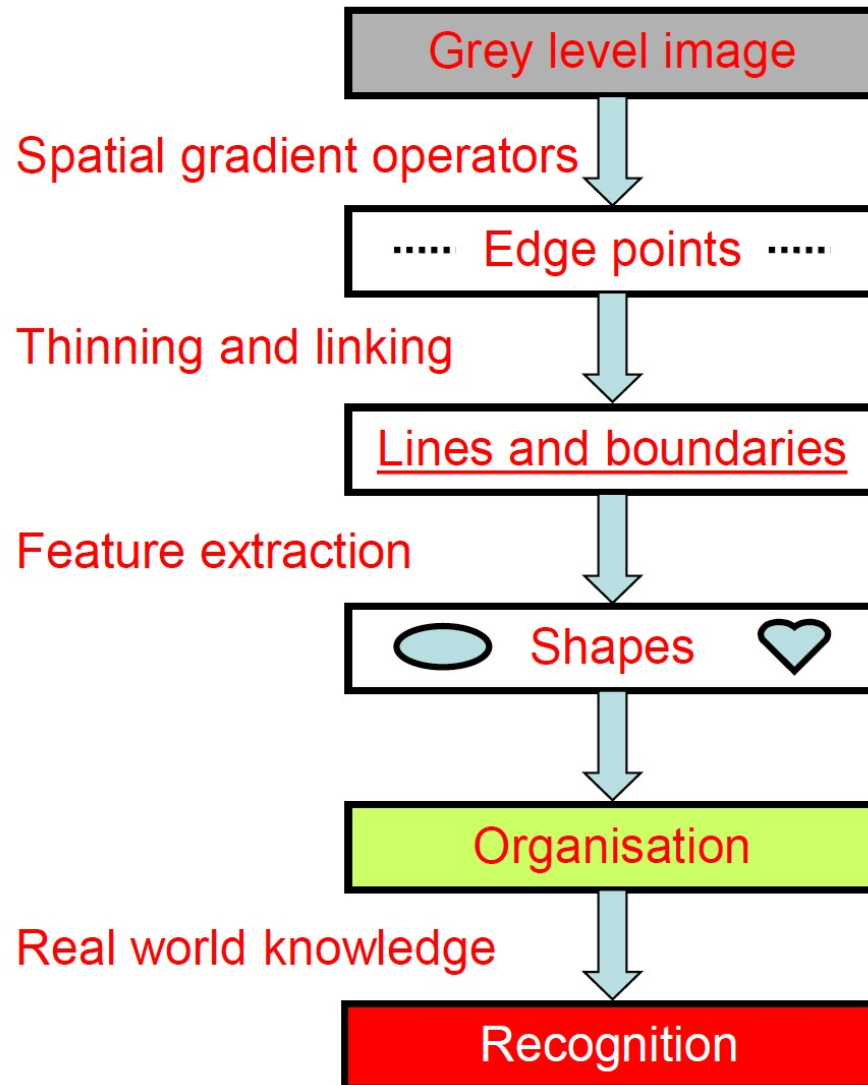 Grey level image
Spatial gradient operators
Edge points
Thinning and linking
Lines and boundaries
Feature extraction
Shapes
Organisation
Real world knowledge
Recognition